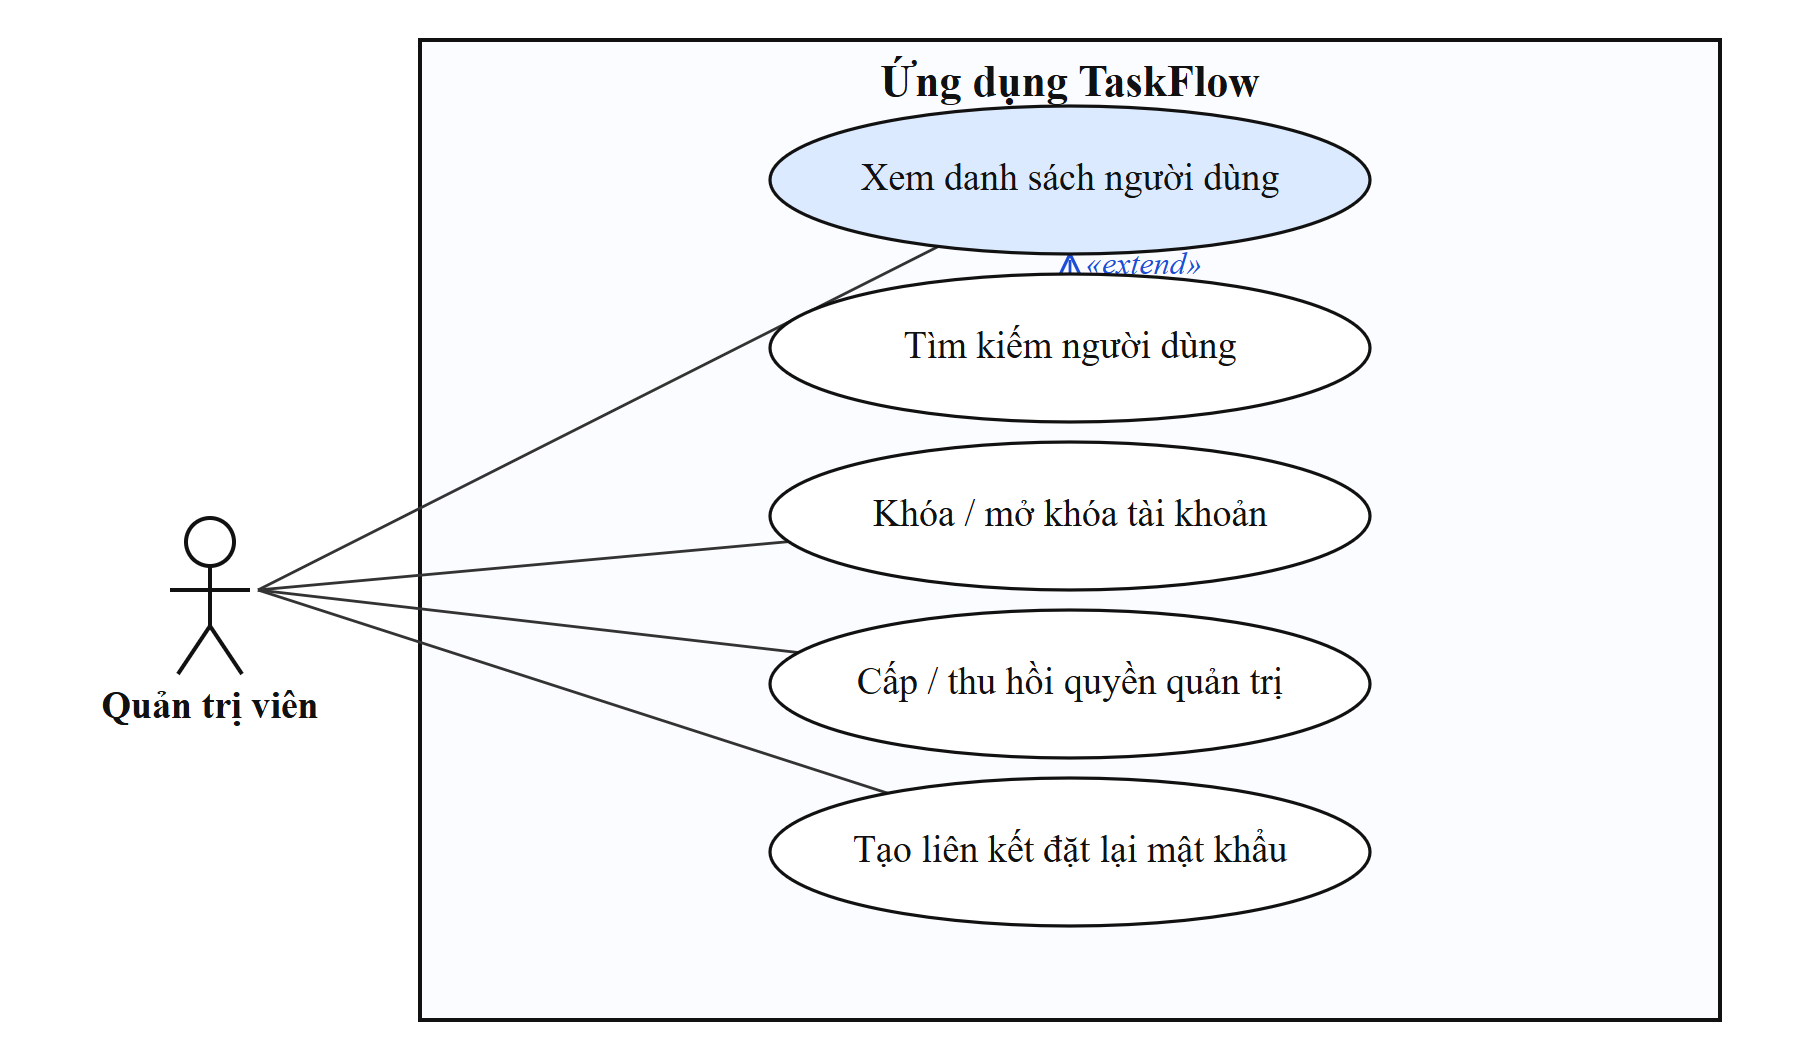 Ứng dụng TaskFlow
Xem danh sách người dùng
«extend»
Tìm kiếm người dùng
Khóa / mở khóa tài khoản
Cấp / thu hồi quyền quản trị
Quản trị viên
Tạo liên kết đặt lại mật khẩu